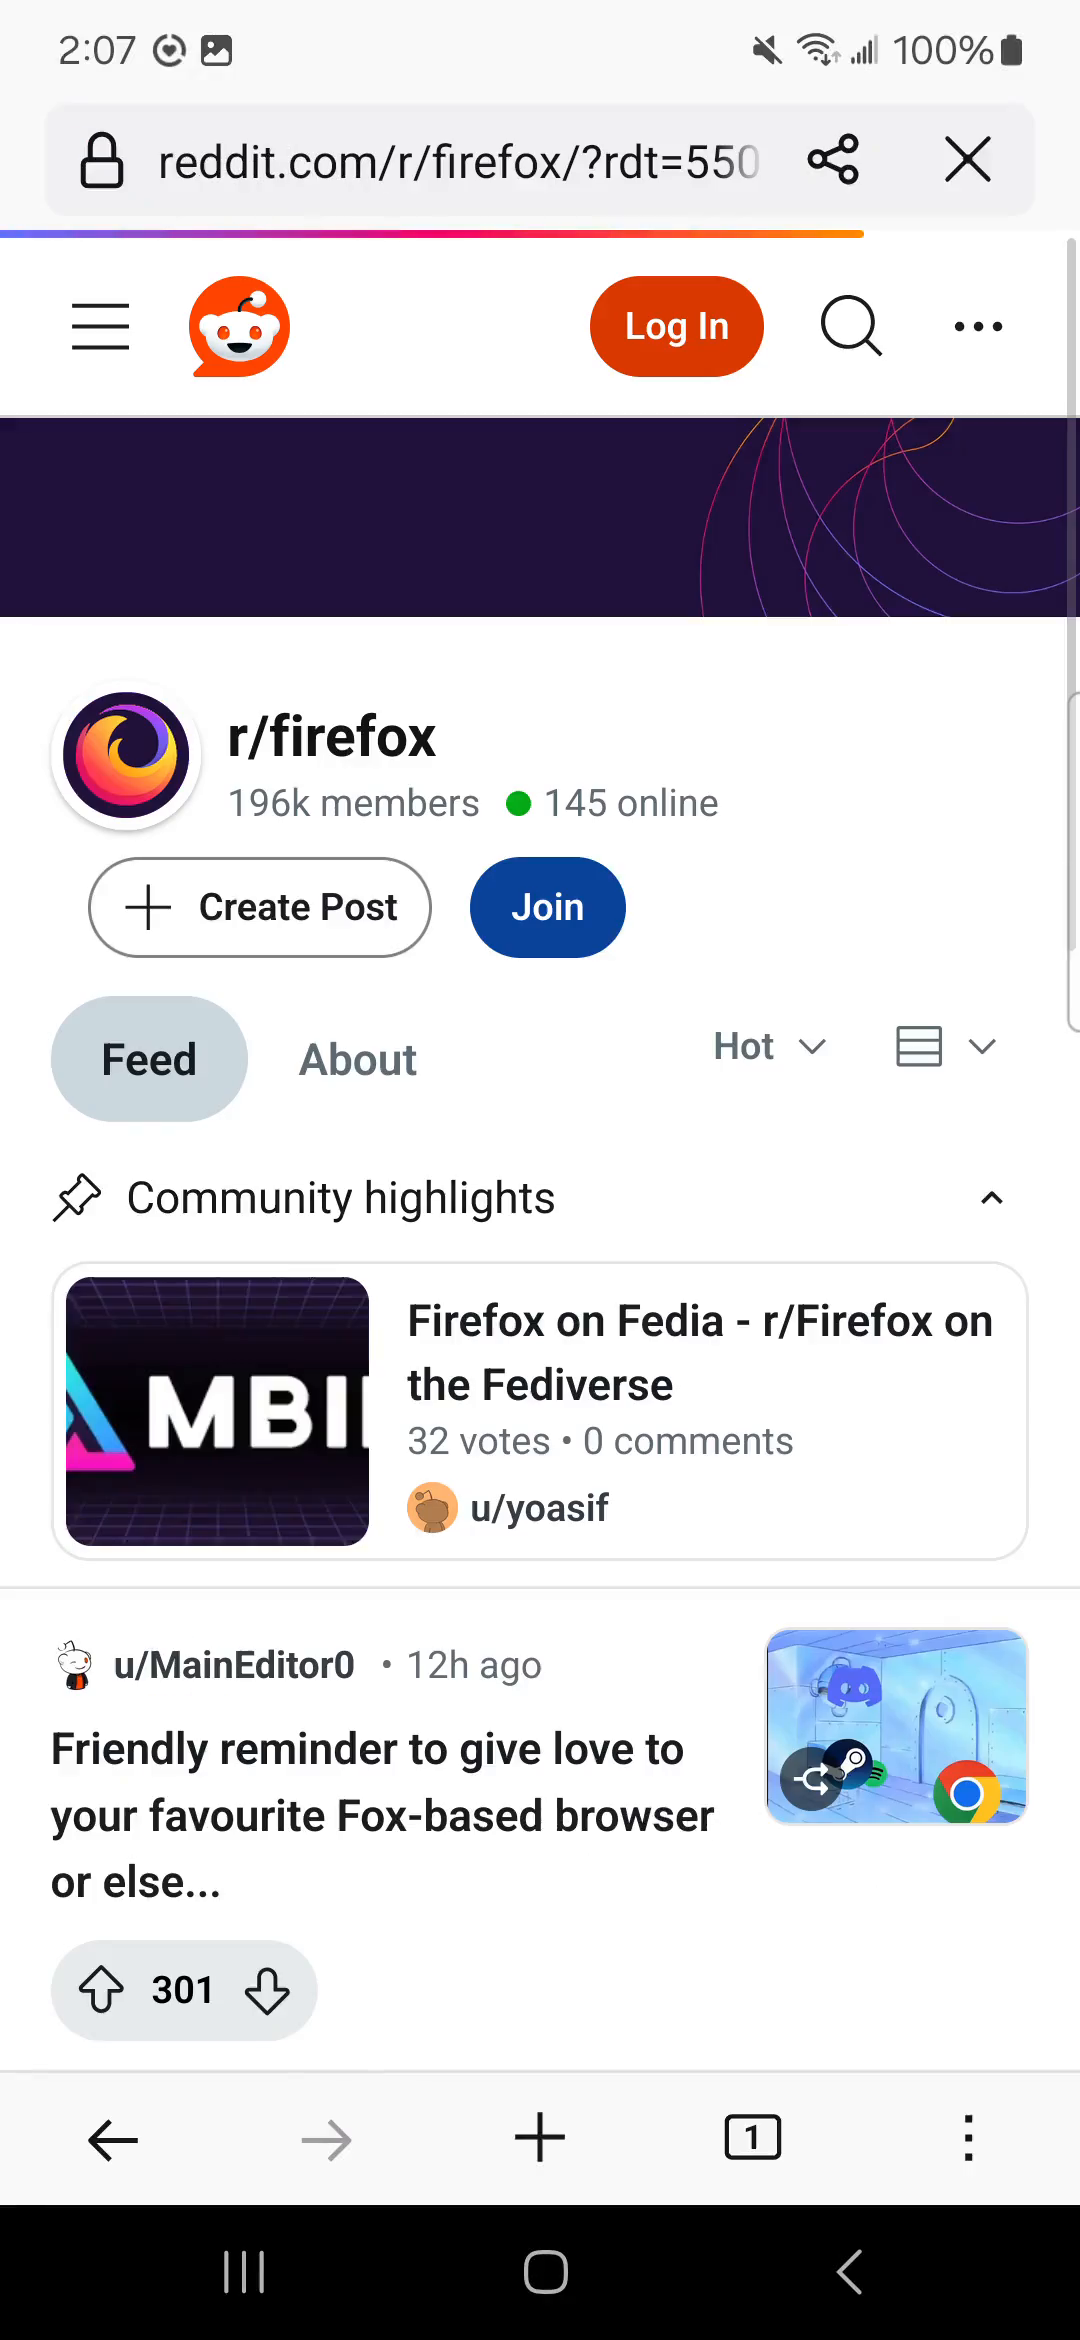 2:07
100%
reddit.com/r/firefox/?rdt=550
Log In
r/firefox
196k members 145 online
Create Post
Join
Feed
About
Hot
Community highlights
MBI
Firefox on Fedia - r/Firefox on
the Fediverse
32 votes • 0 comments
u/yoasif
u/MainEditor0 • 12h ago
Friendly reminder to give love to
your favourite Fox-based browser
or else...
301
1